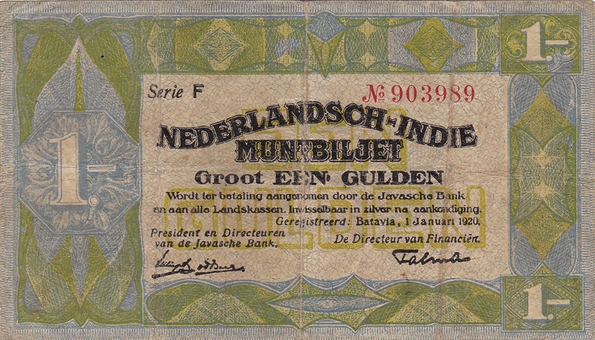 1.-
Serie F
№ 903989
NEDERLANDSCH-INDIE
MUNTBILJET
Groot EEN GULDEN
Wordt ter betaling aangenomen door de Javasche Bank
en aan alle Landskassen. Inwisselbaar in zilver na aankondiging.
Geregistreerd: Batavia, 1 Januari 1920.
President en Directeuren
van de Javasche Bank.
De Directeur van Financiën.
1.-
1.-